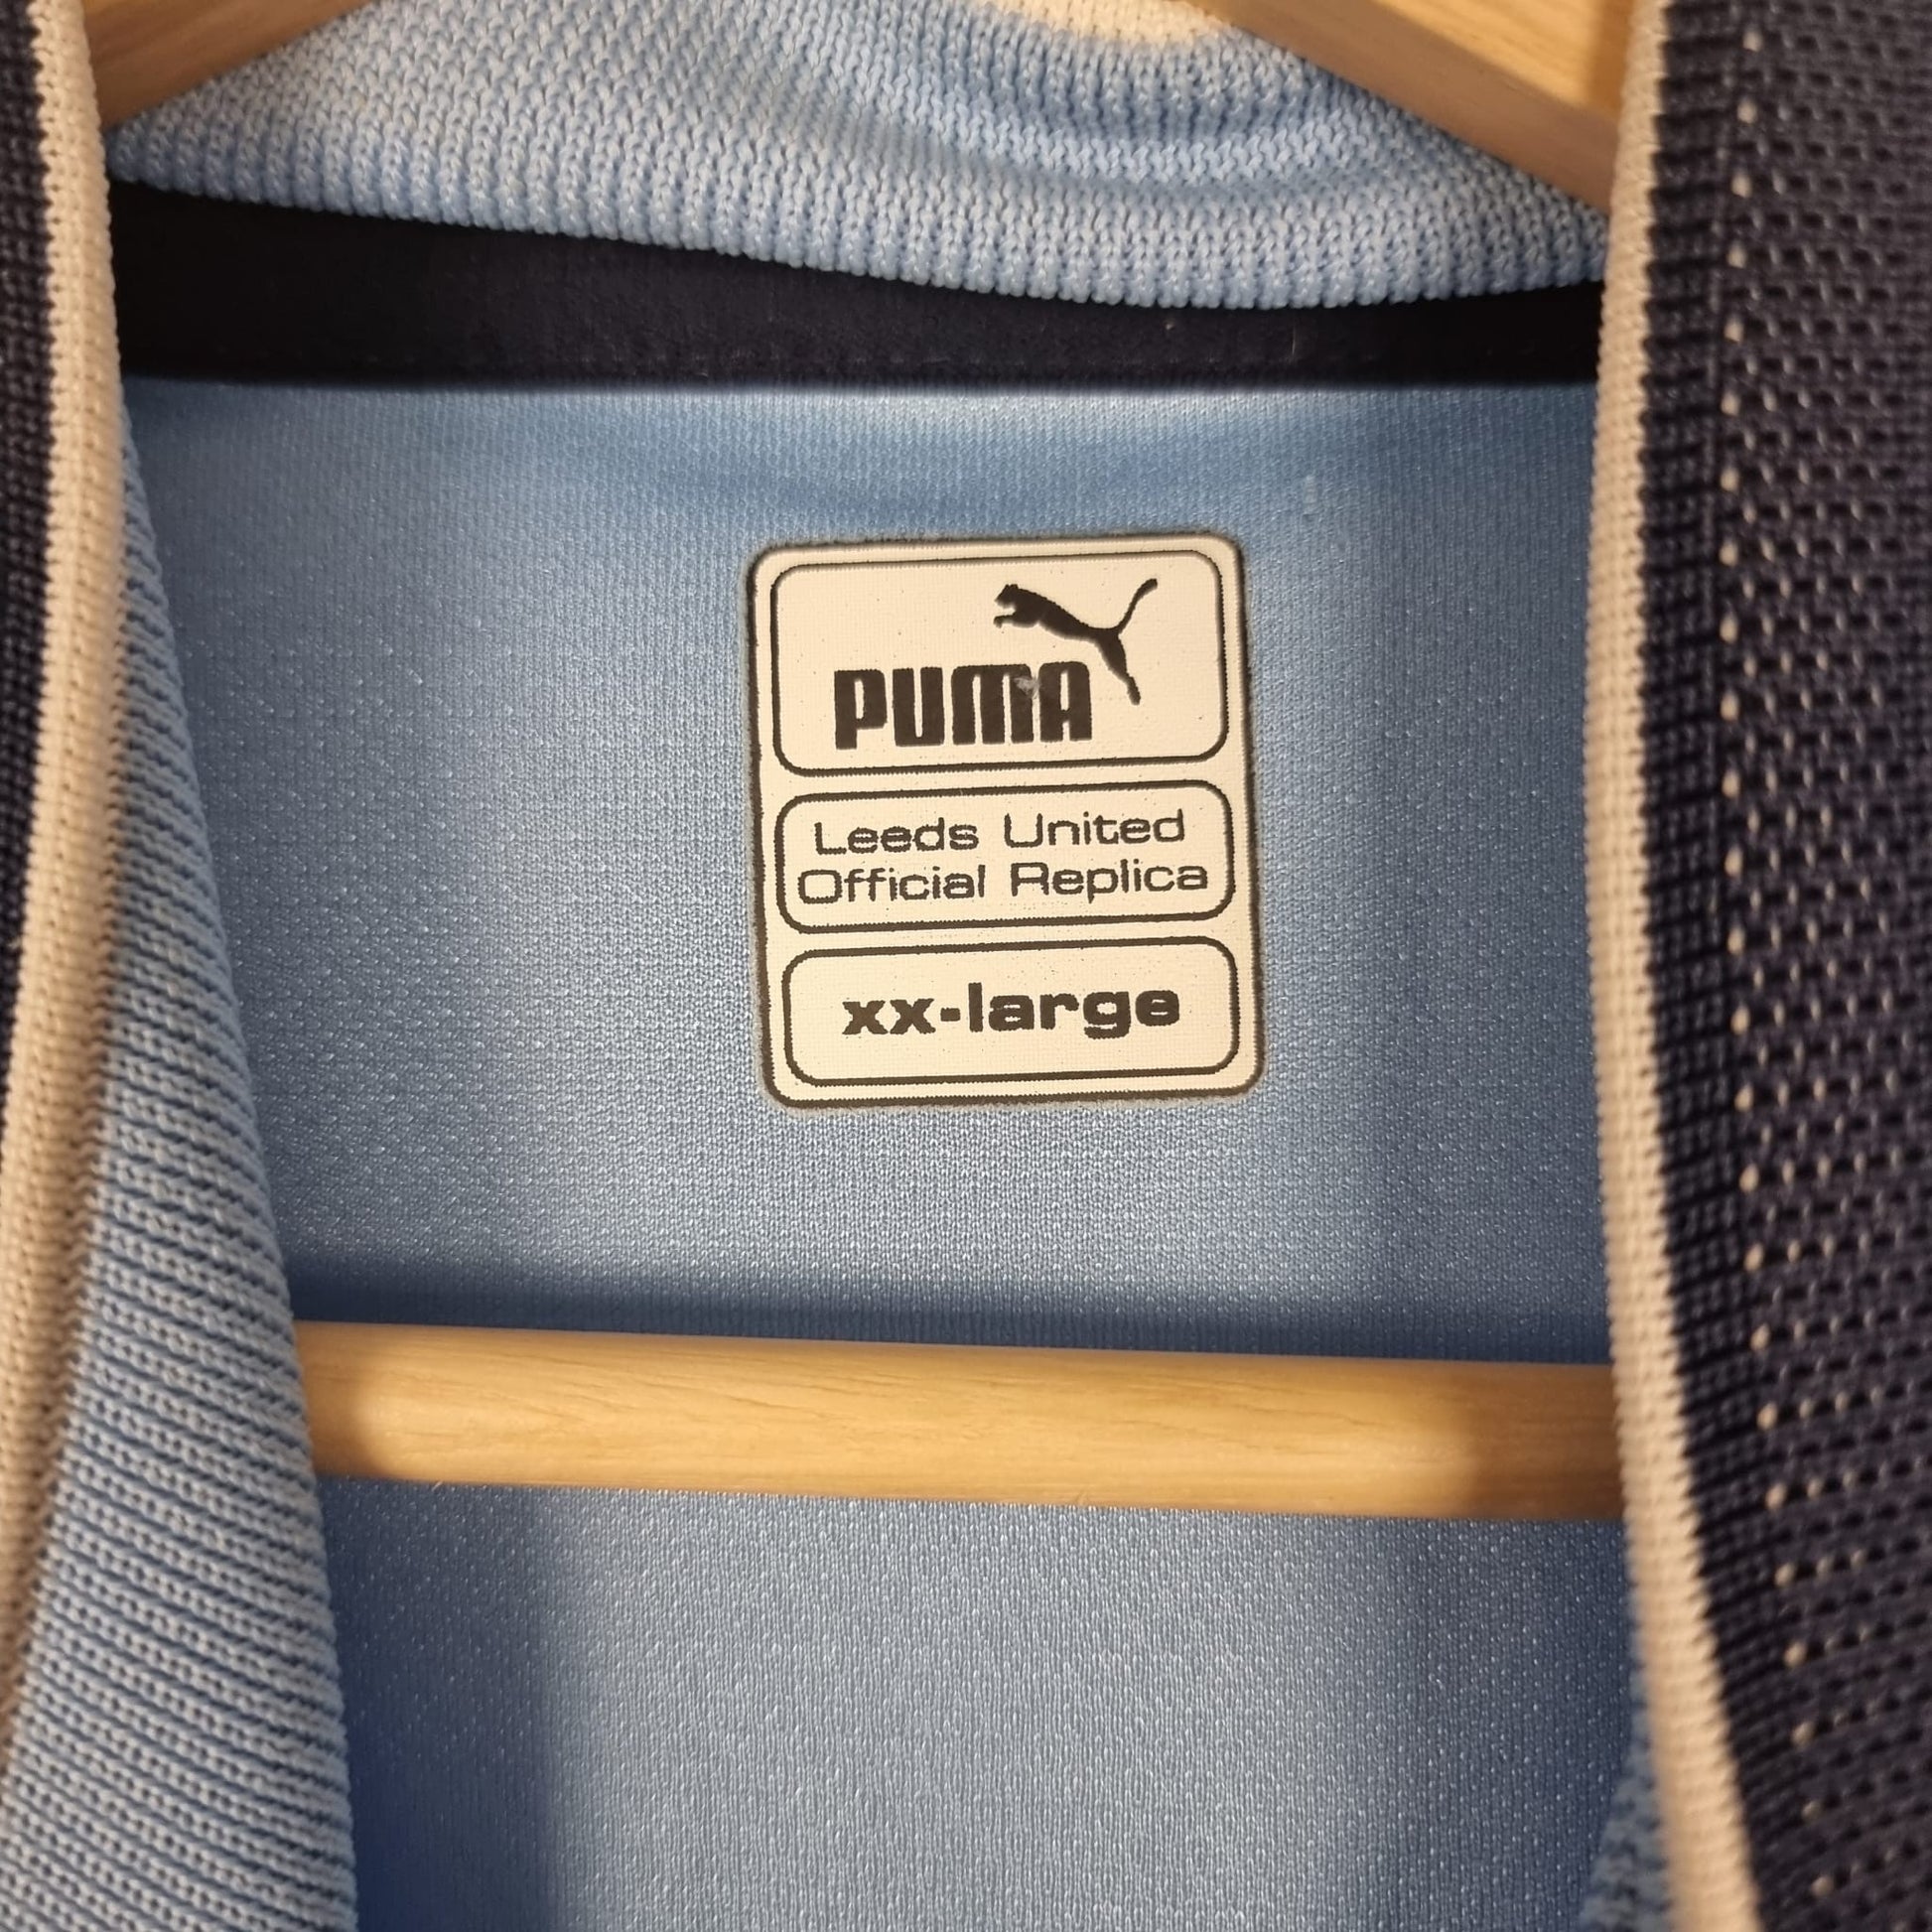 PUMA
Leeds United
Official Replica
xx-large